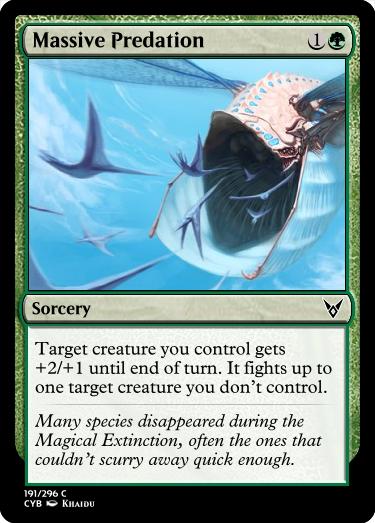 Massive Predation 1
Sorcery
Target creature you control gets
+2/+1 until end of turn. It fights up to
one target creature you don't control.
Many species disappeared during the
Magical Extinction, often the ones that
couldn't scurry away quick enough.
191/296 C
CYB Khaidu